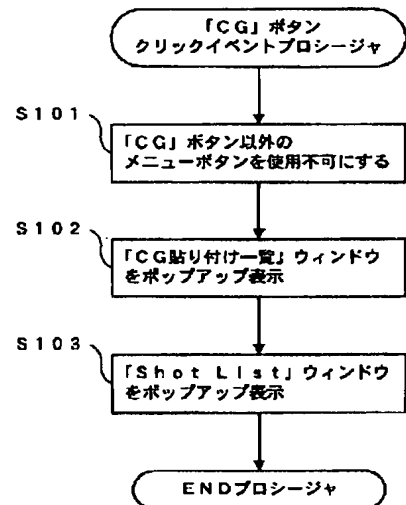 「CG」ボタン
クリックイベントプロシージャ
S101
「CG」ボタン以外の
メニューボタンを使用不可にする
S102
「CG貼り付け一覧」ウィンドウ
をポップアップ表示
S103
「Shot List」ウィンドウ
をポップアップ表示
ENDプロシージャ